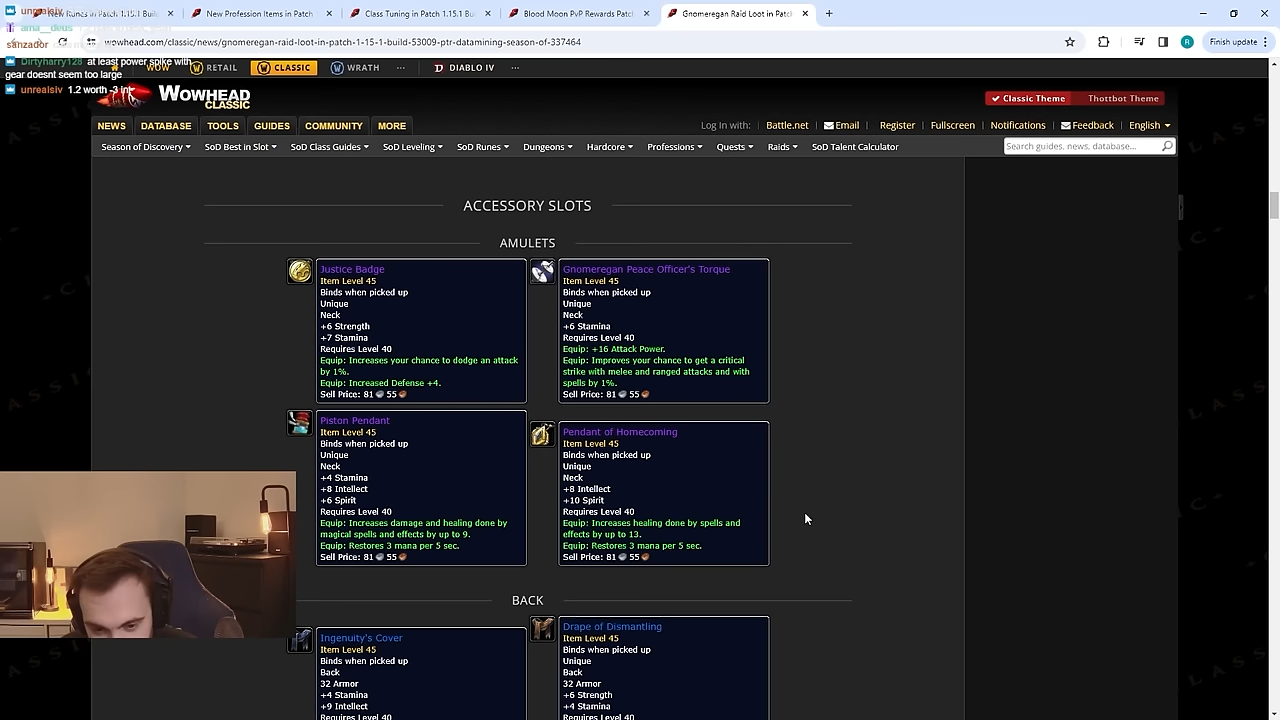 unrealsiv
ama__deus
sanzador
Dirtyharry128 at least power spike with
gear doesnt seem too large
unrealsiv 1.2 worth -3 int
New Profession Items in Patch
Class Tuning in Patch 1.15.1 B
Blood Moon PvP Rewards Patch
Gnomeregan Raid Loot in Patch
wowhead.com/classic/news/gnomeregan-raid-loot-in-patch-1-15-1-build-53009-ptr-datamining-season-of-337464
Finish update
WOW
RETAIL
CLASSIC
WRATH
DIABLO IV
WOWHEAD
CLASSIC
Classic Theme
Thottbot Theme
NEWS
DATABASE
TOOLS
GUIDES
COMMUNITY
MORE
Log In with:
Battle.net
Email
Register
Fullscreen
Notifications
Feedback
English
Season of Discovery
SoD Best in Slot
SoD Class Guides
SoD Leveling
SoD Runes
Dungeons
Hardcore
Professions
Quests
Raids
SoD Talent Calculator
Search guides, news, database...
ACCESSORY SLOTS
AMULETS
Justice Badge
Item Level 45
Binds when picked up
Unique
Neck
+6 Strength
+7 Stamina
Requires Level 40
Equip: Increases your chance to dodge an attack
by 1%.
Equip: Increased Defense +4.
Sell Price: 81 55
Gnomeregan Peace Officer's Torque
Item Level 45
Binds when picked up
Unique
Neck
+6 Stamina
Requires Level 40
Equip: +16 Attack Power.
Equip: Improves your chance to get a critical
strike with melee and ranged attacks and with
spells by 1%.
Sell Price: 81 55
Piston Pendant
Item Level 45
Binds when picked up
Unique
Neck
+4 Stamina
+8 Intellect
+6 Spirit
Requires Level 40
Equip: Increases damage and healing done by
magical spells and effects by up to 9.
Equip: Restores 3 mana per 5 sec.
Sell Price: 81 55
Pendant of Homecoming
Item Level 45
Binds when picked up
Unique
Neck
+8 Intellect
+10 Spirit
Requires Level 40
Equip: Increases healing done by spells and
effects by up to 13.
Equip: Restores 3 mana per 5 sec.
Sell Price: 81 55
BACK
Ingenuity's Cover
Item Level 45
Binds when picked up
Back
32 Armor
+4 Stamina
+9 Intellect
Requires Level 40
Drape of Dismantling
Item Level 45
Binds when picked up
Unique
Back
32 Armor
+6 Strength
+4 Stamina
Requires Level 40